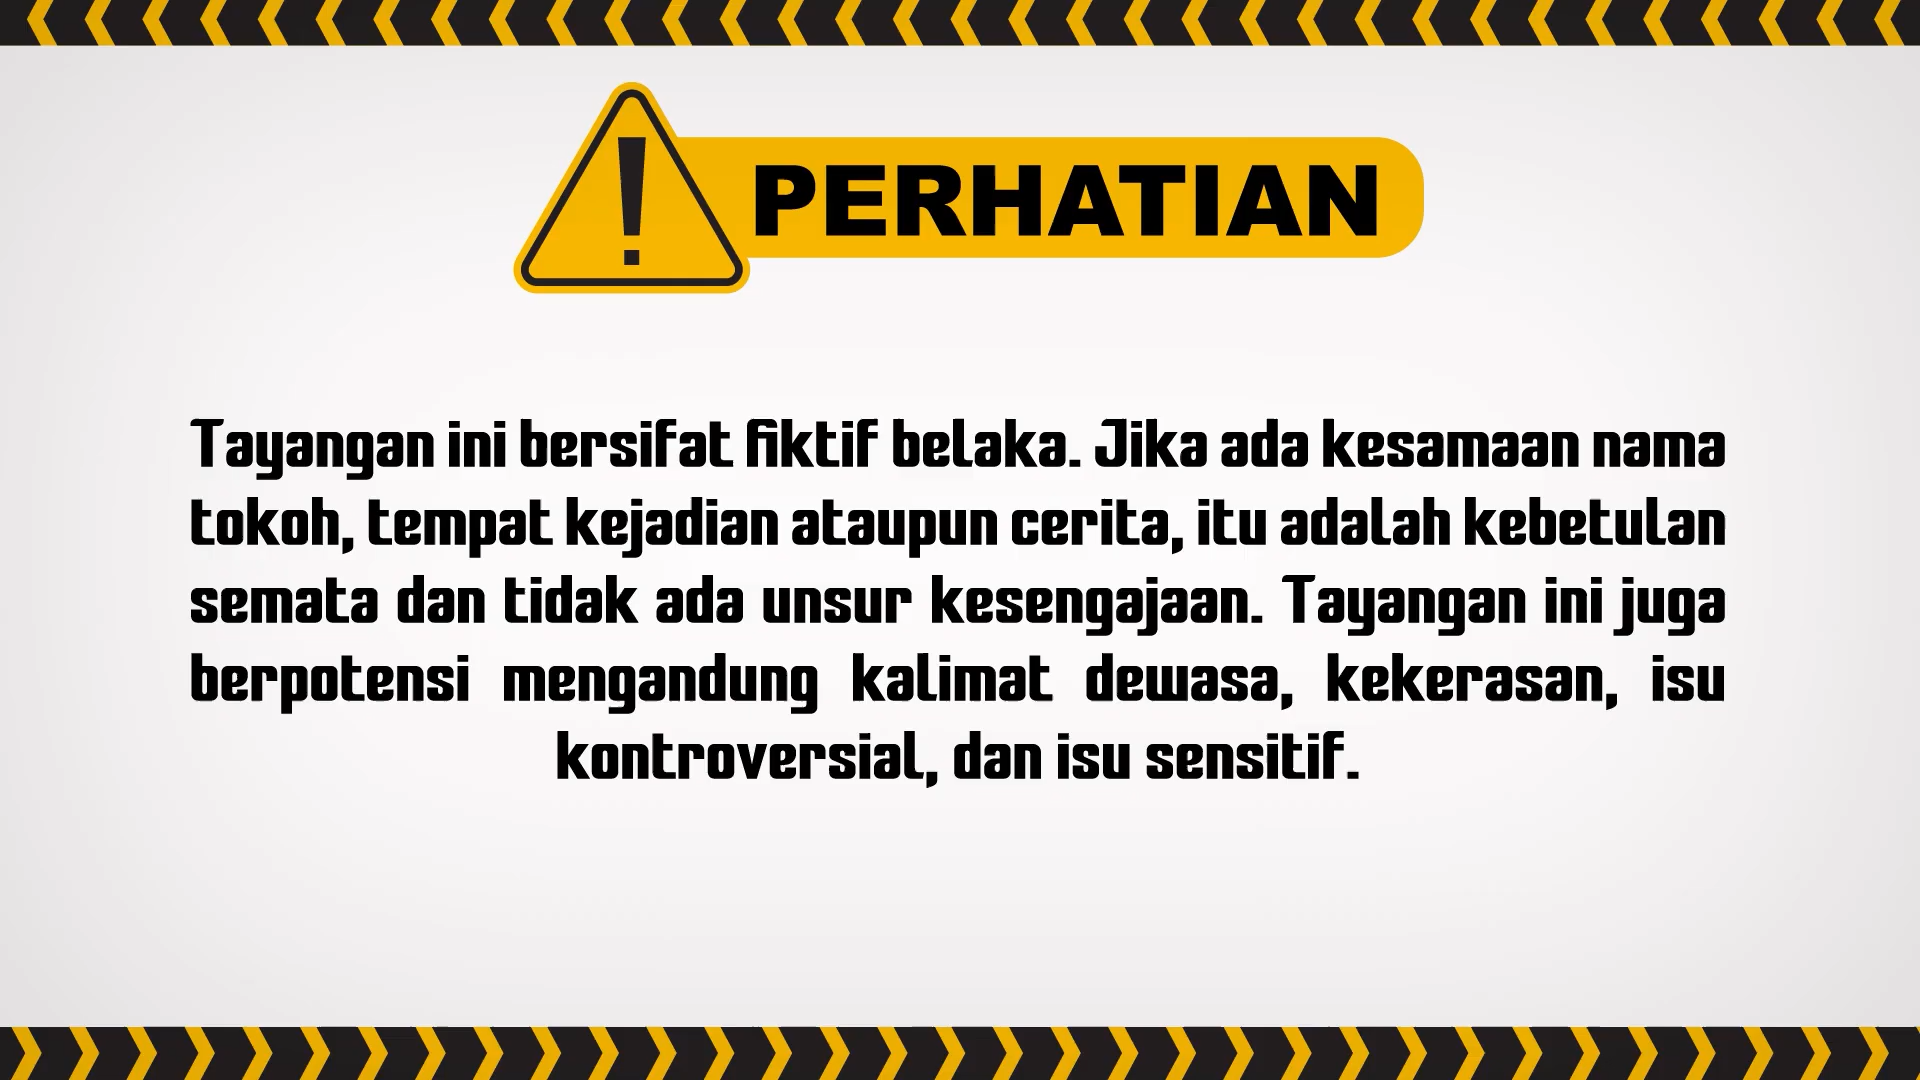 PERHATIAN
Tayangan ini bersifat fiktif belaka. Jika ada kesamaan nama
tokoh, tempat kejadian ataupun cerita, itu adalah kebetulan
semata dan tidak ada unsur kesengajaan. Tayangan ini juga
berpotensi mengandung kalimat dewasa, kekerasan, isu
kontroversial, dan isu sensitif.